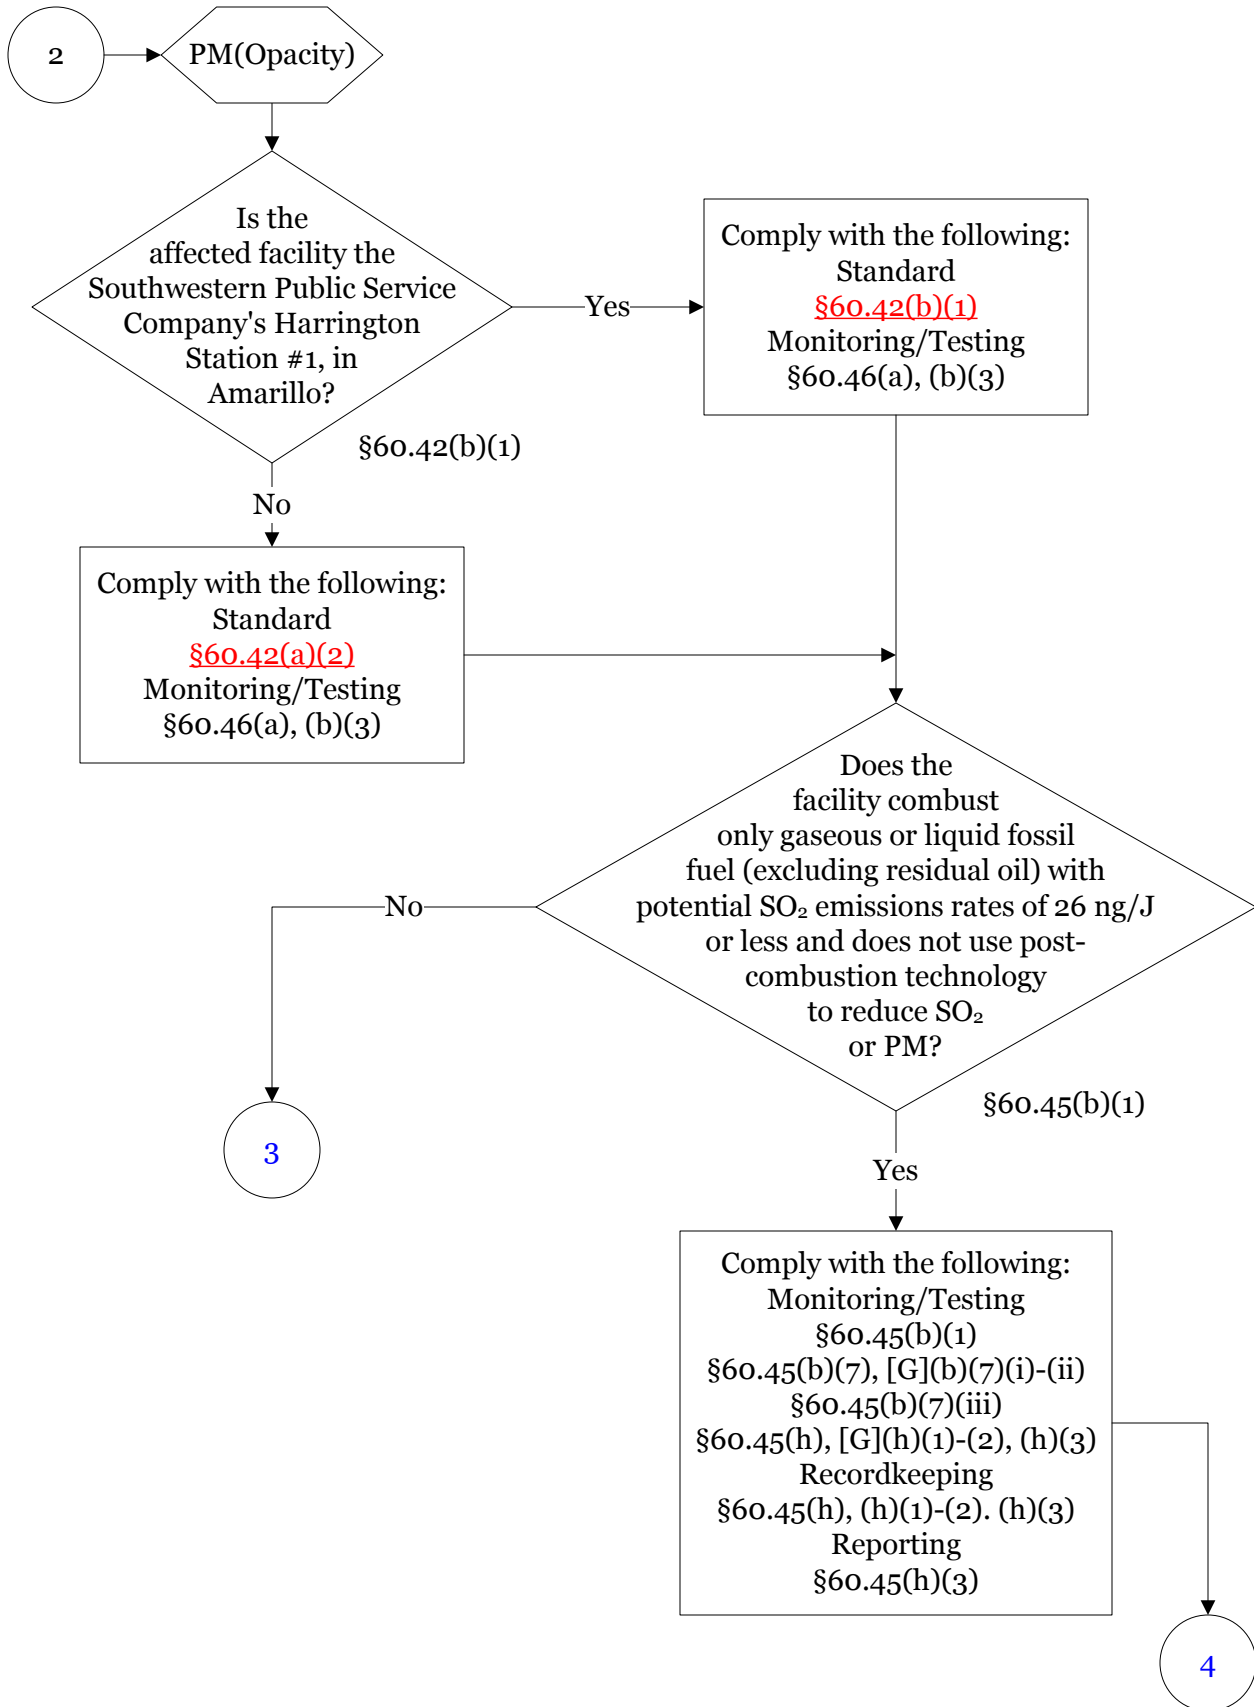 2
PM(Opacity)
Is the
affected facility the
Southwestern Public Service
Company's Harrington
Station #1, in
Amarillo?
§60.42(b)(1)
Yes
Comply with the following:
Standard
§60.42(b)(1)
Monitoring/Testing
§60.46(a), (b)(3)
No
Comply with the following:
Standard
§60.42(a)(2)
Monitoring/Testing
§60.46(a), (b)(3)
Does the
facility combust
only gaseous or liquid fossil
fuel (excluding residual oil) with
potential SO₂ emissions rates of 26 ng/J
or less and does not use post-
combustion technology
to reduce SO₂
or PM?
§60.45(b)(1)
No
3
Yes
Comply with the following:
Monitoring/Testing
§60.45(b)(1)
§60.45(b)(7), [G](b)(7)(i)-(ii)
§60.45(b)(7)(iii)
§60.45(h), [G](h)(1)-(2), (h)(3)
Recordkeeping
§60.45(h), (h)(1)-(2). (h)(3)
Reporting
§60.45(h)(3)
4